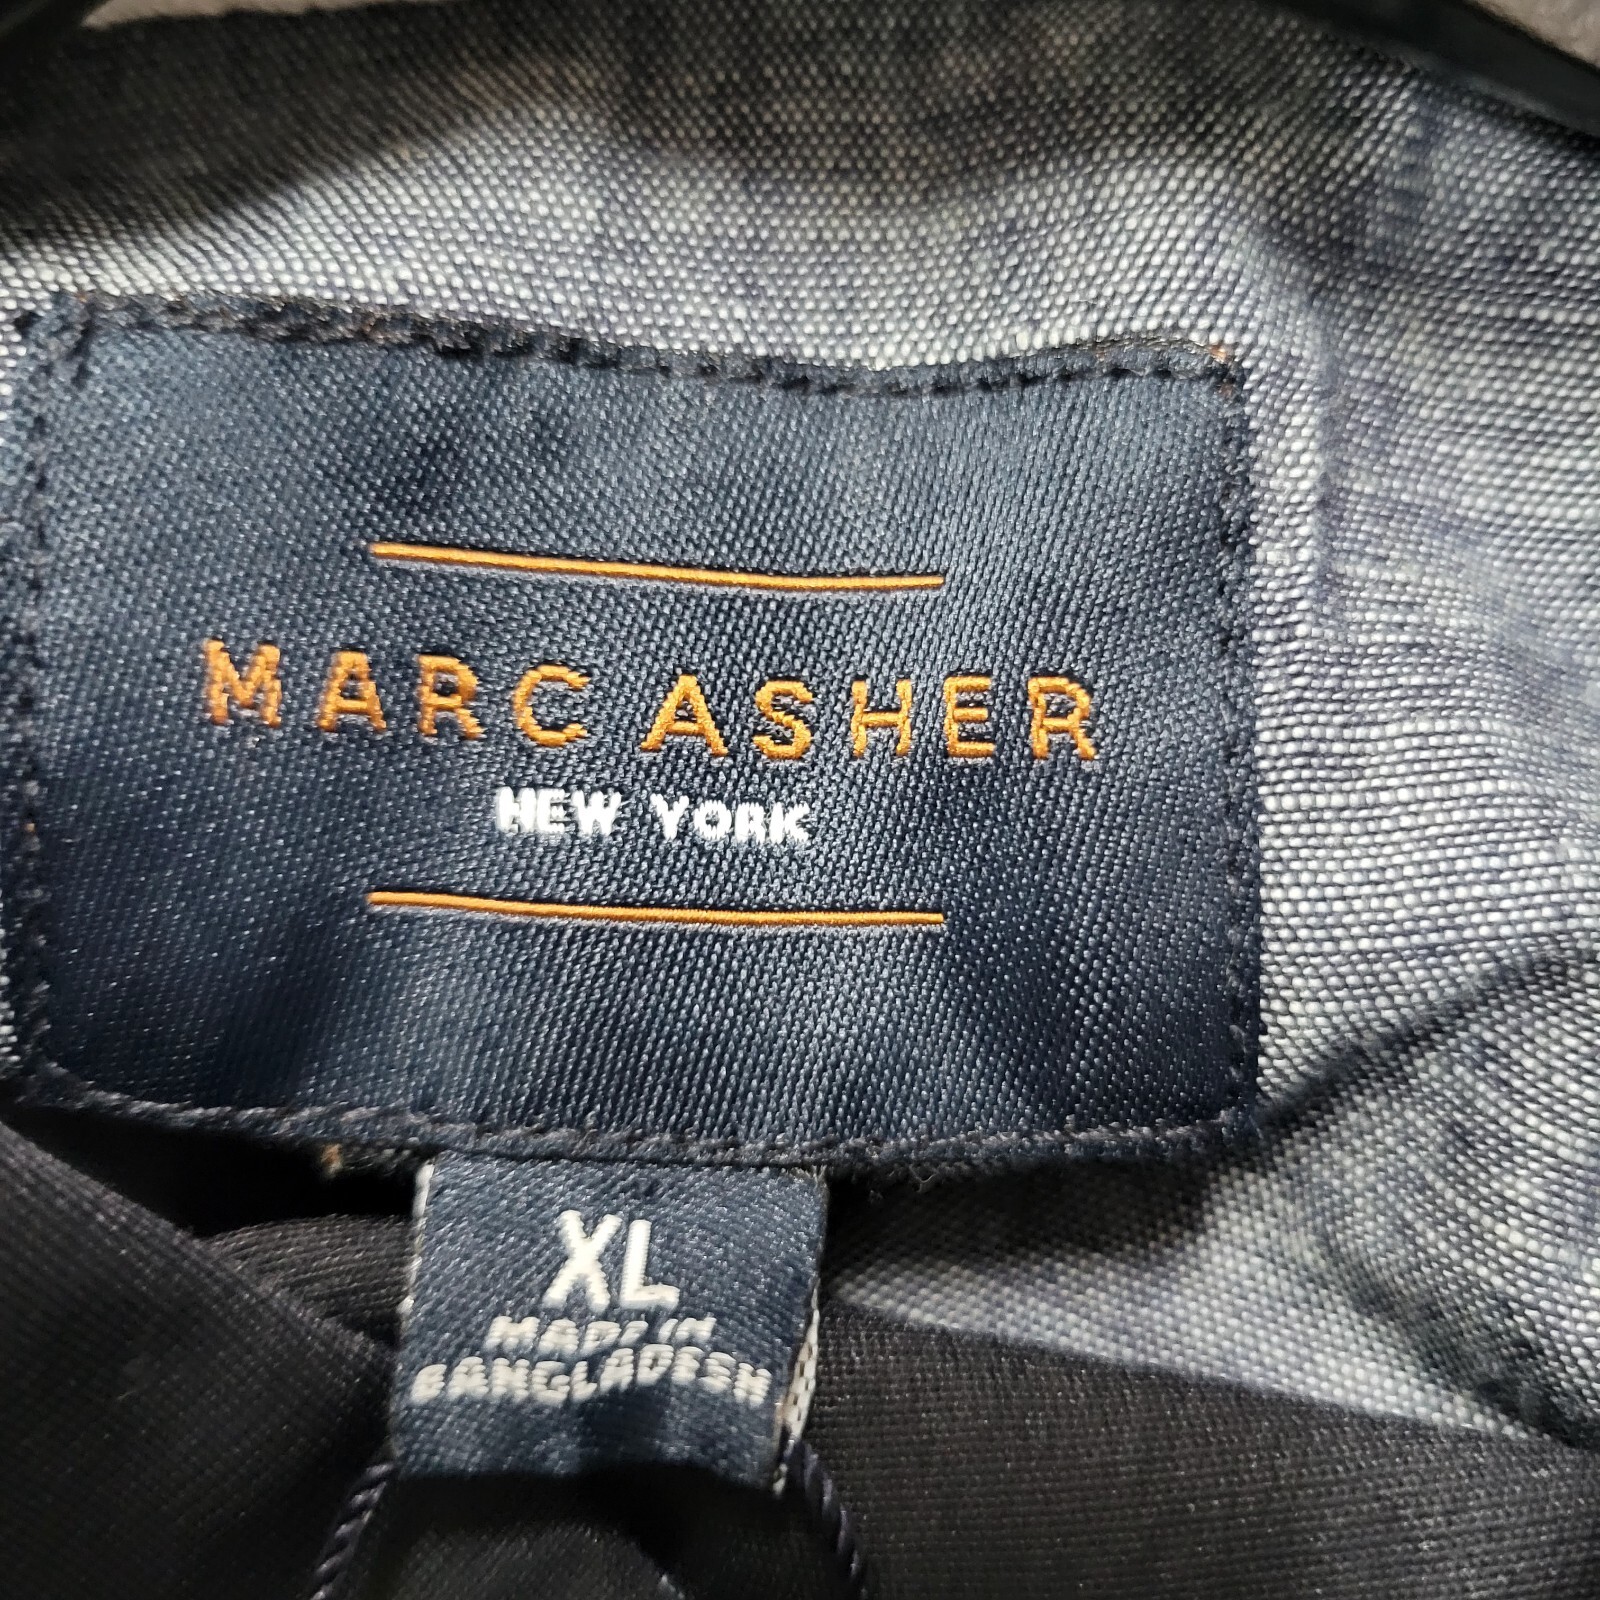 MARC ASHER
NEW YORK
XL
MADE IN
BANGLADESH